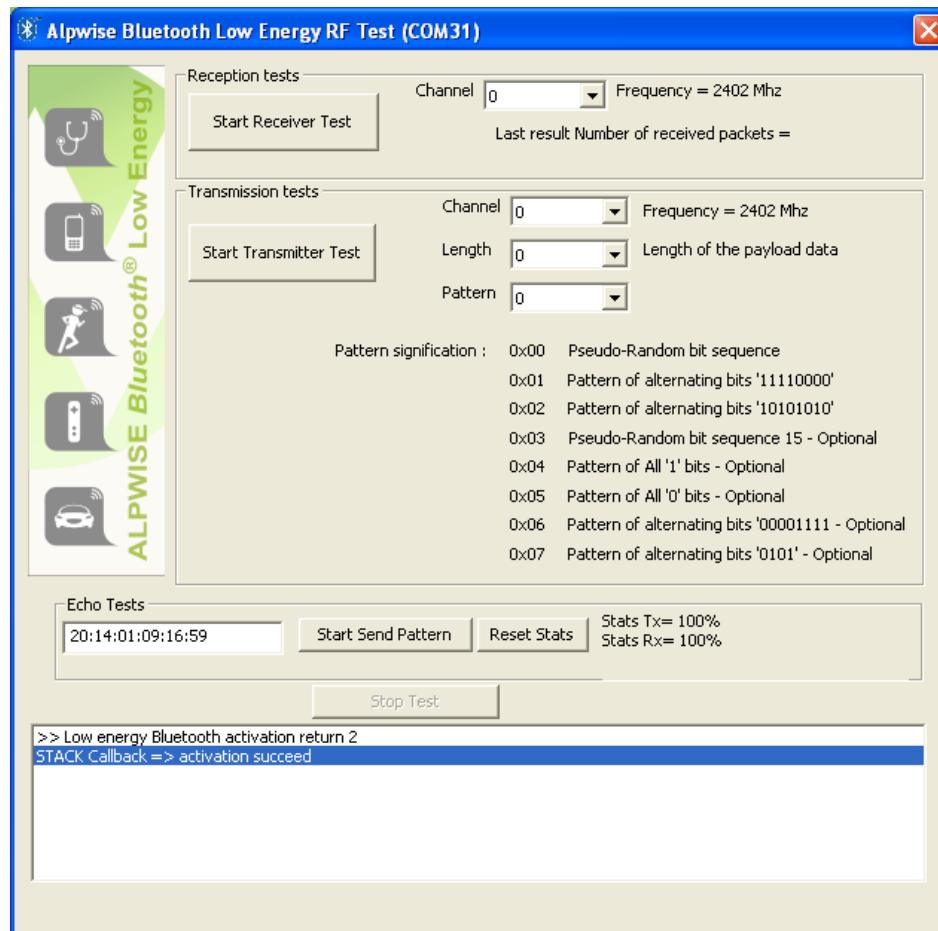 Alpwise Bluetooth Low Energy RF Test (COM31)
ALPWISE Bluetooth® Low Energy
Reception tests
Start Receiver Test
Channel 0 Frequency = 2402 Mhz
Last result Number of received packets =
Transmission tests
Start Transmitter Test
Channel 0 Frequency = 2402 Mhz
Length 0 Length of the payload data
Pattern 0
Pattern signification : 0x00 Pseudo-Random bit sequence
0x01 Pattern of alternating bits '11110000'
0x02 Pattern of alternating bits '10101010'
0x03 Pseudo-Random bit sequence 15 - Optional
0x04 Pattern of All '1' bits - Optional
0x05 Pattern of All '0' bits - Optional
0x06 Pattern of alternating bits '00001111 - Optional
0x07 Pattern of alternating bits '0101' - Optional
Echo Tests
20:14:01:09:16:59 Start Send Pattern Reset Stats
Stats Tx= 100%
Stats Rx= 100%
Stop Test
>> Low energy Bluetooth activation return 2
STACK Callback => activation succeed